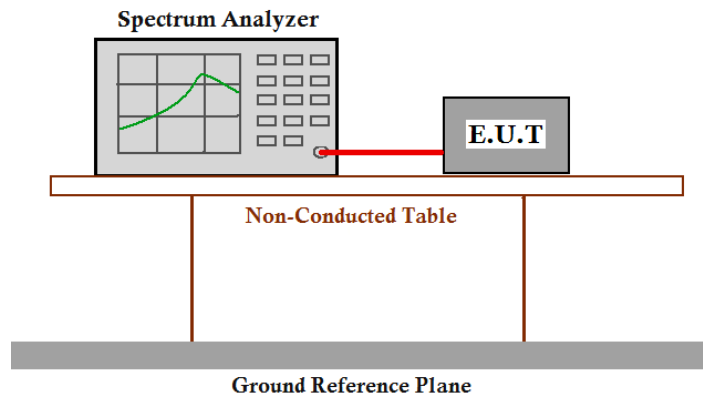 Spectrum Analyzer
E.U.T
Non-Conducted Table
Ground Reference Plane